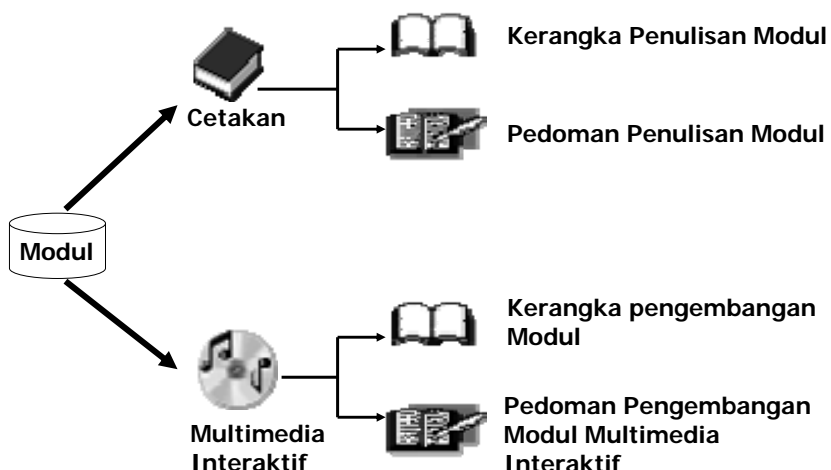 Kerangka Penulisan Modul
Cetakan
Pedoman Penulisan Modul
Modul
Kerangka pengembangan
Modul
Multimedia
Interaktif
Pedoman Pengembangan
Modul Multimedia
Interaktif